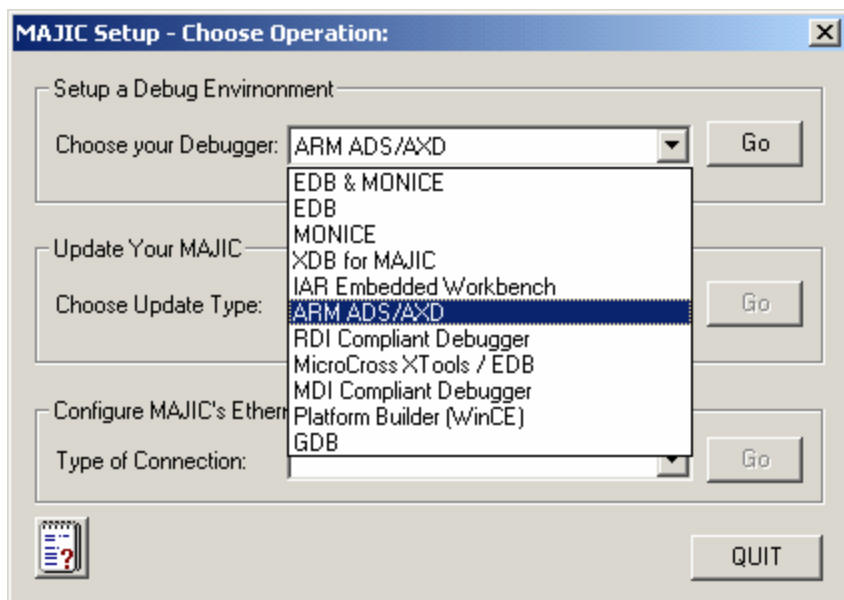 MAJIC Setup - Choose Operation:
Setup a Debug Envirnonment
Choose your Debugger: ARM ADS/AXD Go
EDB & MONICE
EDB
MONICE
XDB for MAJIC
IAR Embedded Workbench
ARM ADS/AXD
RDI Compliant Debugger
MicroCross XTools / EDB
MDI Compliant Debugger
Platform Builder (WinCE)
GDB
Update Your MAJIC
Choose Update Type: Go
Configure MAJIC's
Type of Connection: Go
QUIT